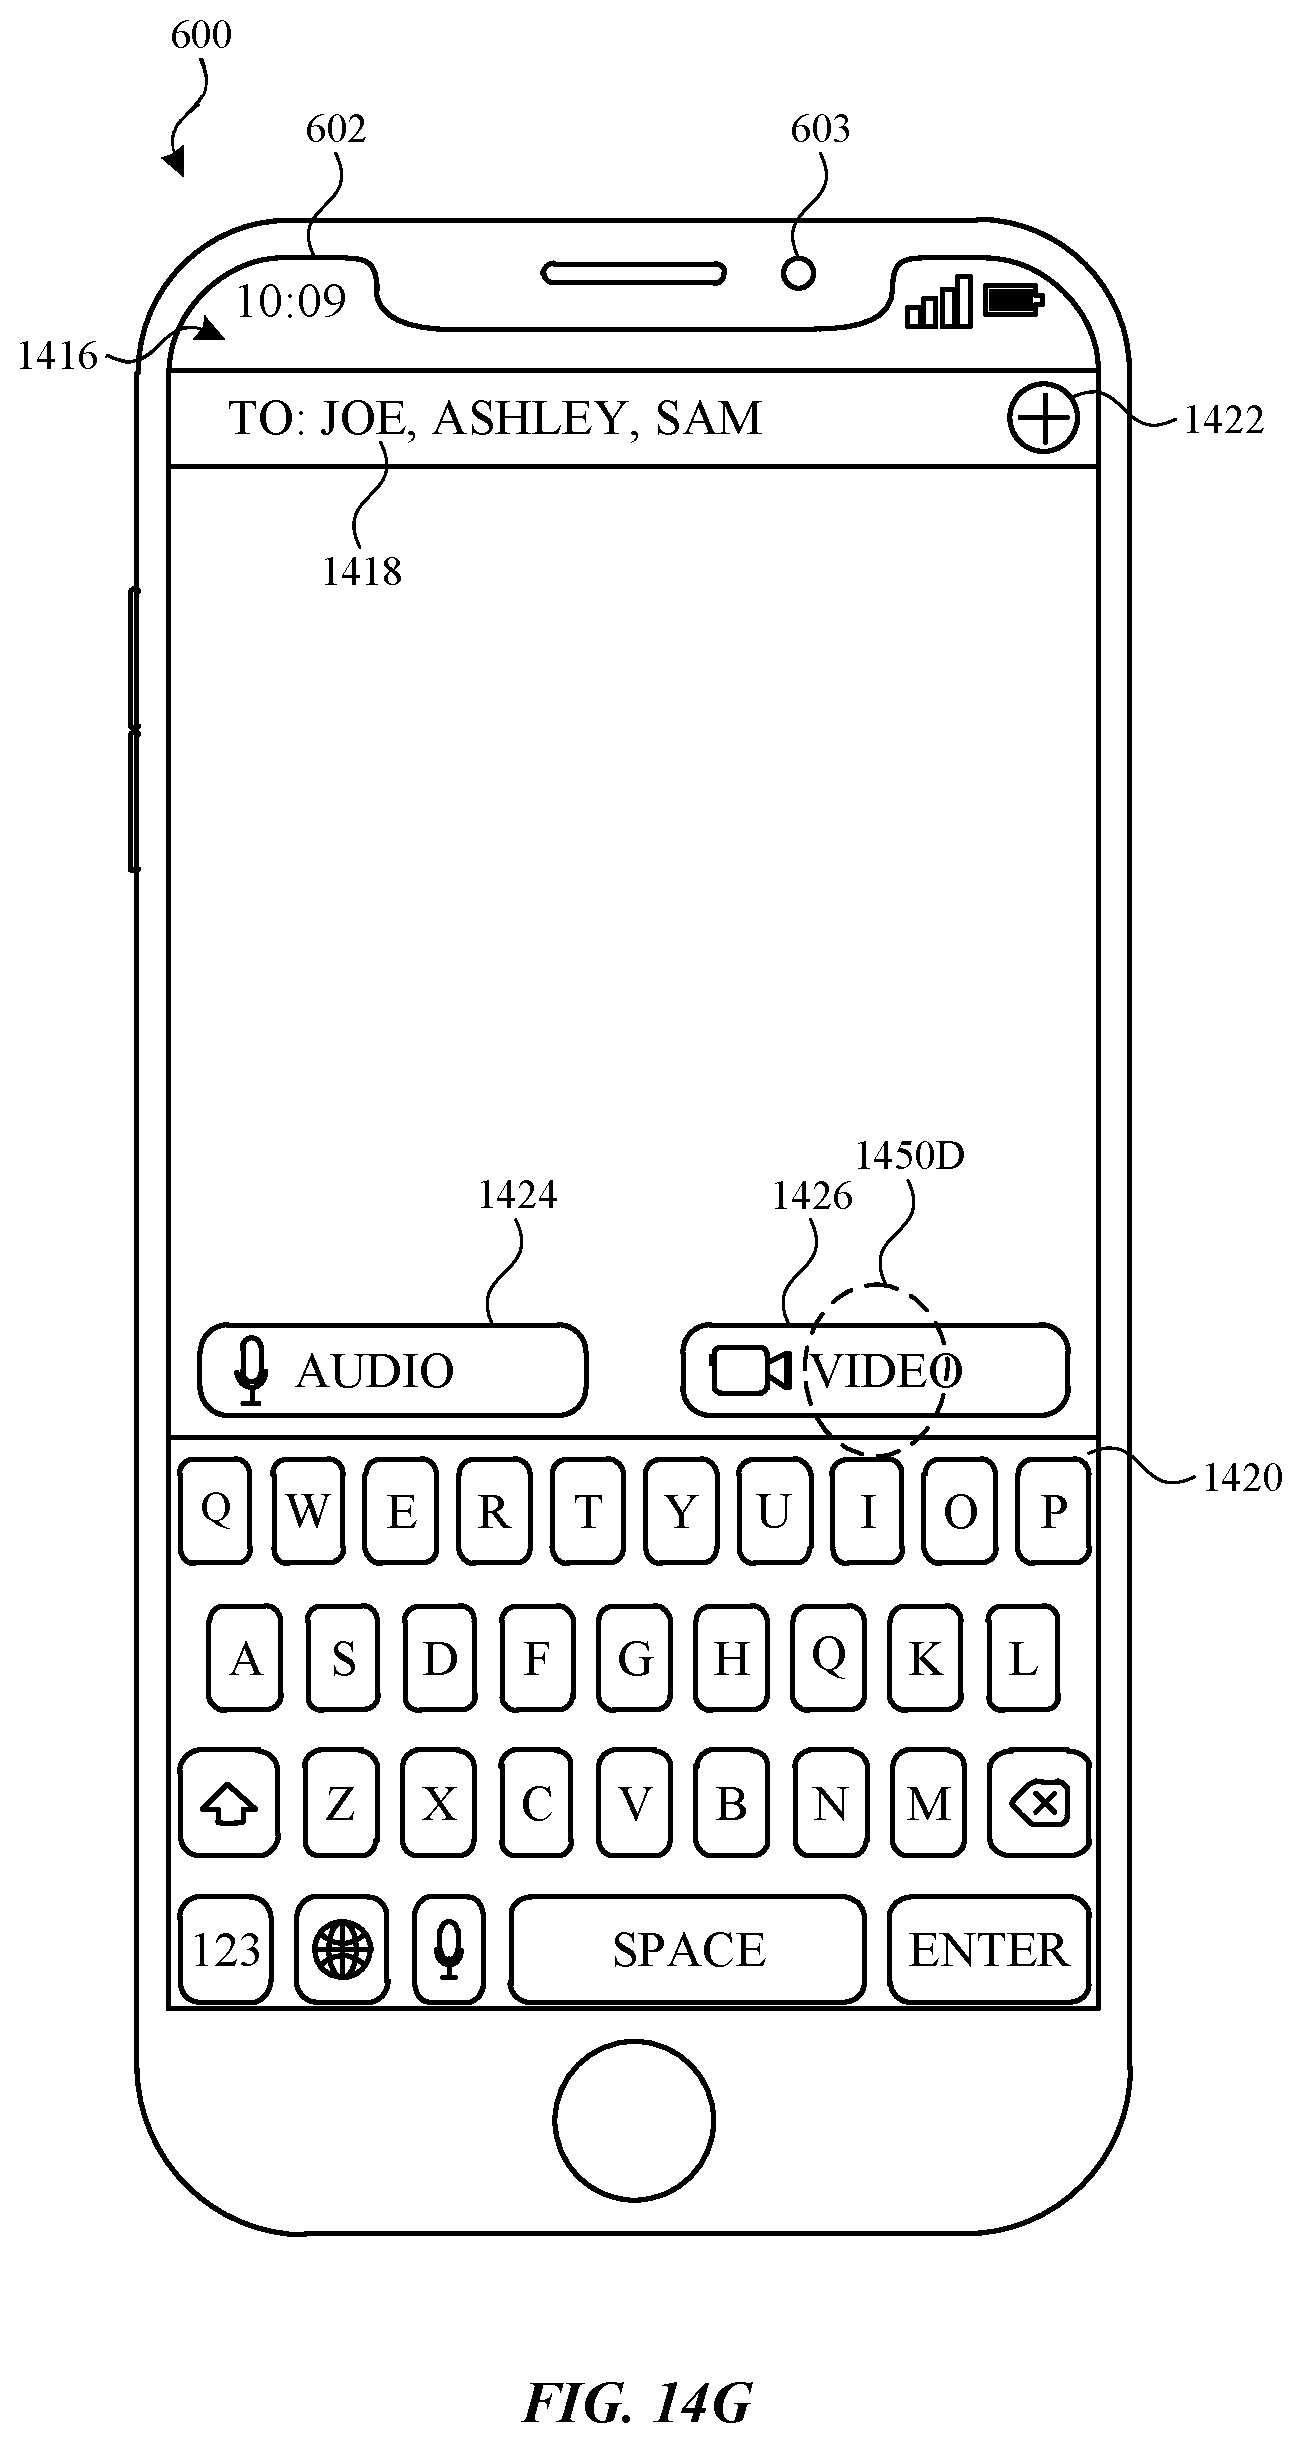 600
602
603
10:09
1416
TO: JOE, ASHLEY, SAM
1422
1418
1450D
1424
1426
AUDIO
VIDEO
1420
Q W E R T Y U I O P
A S D F G H Q K L
Z X C V B N M
123 SPACE ENTER
FIG. 14G